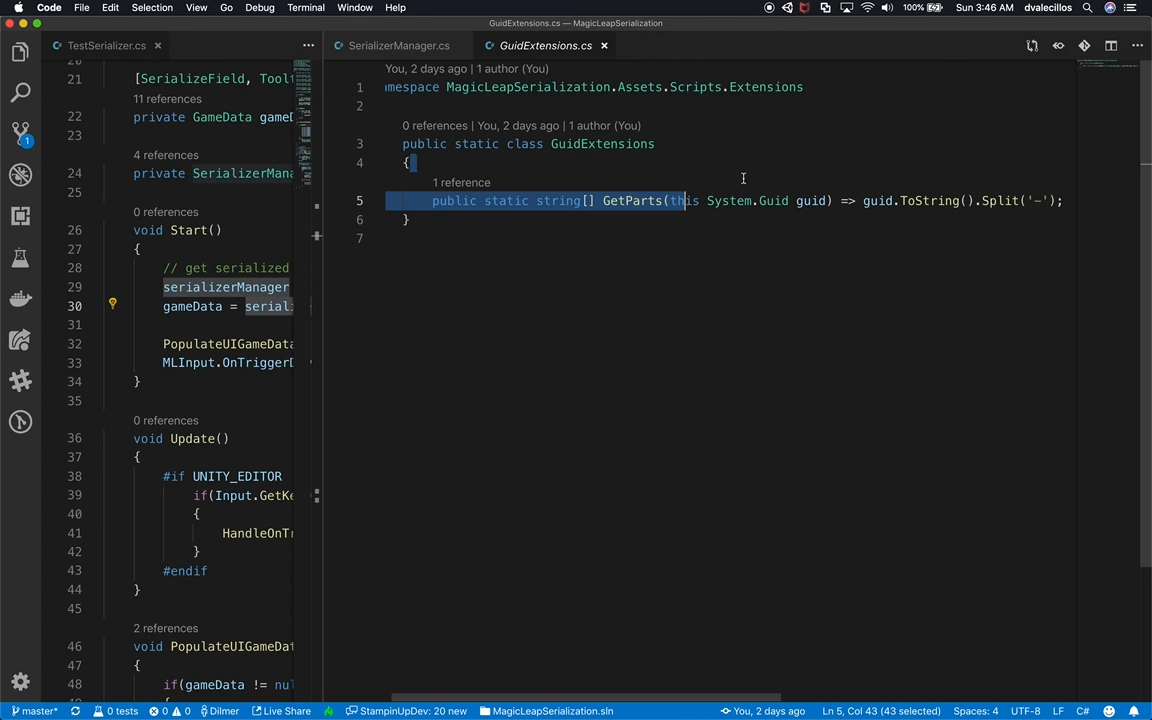 Code File Edit Selection View Go Debug Terminal Window Help 100% Sun 3:46 AM dvalecillos
GuidExtensions.cs — MagicLeapSerialization
TestSerializer.cs
SerializerManager.cs
GuidExtensions.cs
20
21 [SerializeField, Toolt
11 references
22 private GameData gameD
23
4 references
24 private SerializerMana
25
0 references
26 void Start()
27 {
28 // get serialized
29 serializerManager
30 gameData = serial
31
32 PopulateUIGameData
33 MLInput.OnTriggerD
34 }
35
0 references
36 void Update()
37 {
38 #if UNITY_EDITOR
39 if(Input.GetKe
40 {
41 HandleOnTr
42 }
43 #endif
44 }
45
2 references
46 void PopulateUIGameDat
47 {
48 if(gameData != nul
You, 2 days ago | 1 author (You)
1 amespace MagicLeapSerialization.Assets.Scripts.Extensions
2
0 references | You, 2 days ago | 1 author (You)
3 public static class GuidExtensions
4 {
1 reference
5 public static string[] GetParts(this System.Guid guid) => guid.ToString().Split('-');
6 }
7
1
master* 0 tests 0 0 Dilmer Live Share StampinUpDev: 20 new MagicLeapSerialization.sln You, 2 days ago Ln 5, Col 43 (43 selected) Spaces: 4 UTF-8 LF C#